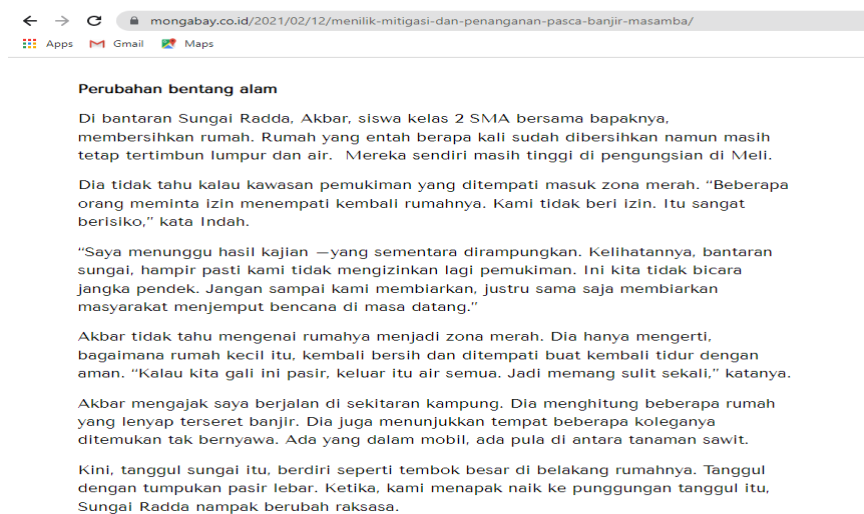 mongabay.co.id/2021/02/12/menilik-mitigasi-dan-penanganan-pasca-banjir-masamba/
Apps Gmail Maps
Perubahan bentang alam
Di bantaran Sungai Radda, Akbar, siswa kelas 2 SMA bersama bapaknya,
membersihkan rumah. Rumah yang entah berapa kali sudah dibersihkan namun masih
tetap tertimbun lumpur dan air. Mereka sendiri masih tinggi di pengungsian di Meli.
Dia tidak tahu kalau kawasan pemukiman yang ditempati masuk zona merah. “Beberapa
orang meminta izin menempati kembali rumahnya. Kami tidak beri izin. Itu sangat
berisiko,” kata Indah.
“Saya menunggu hasil kajian —yang sementara dirampungkan. Kelihatannya, bantaran
sungai, hampir pasti kami tidak mengizinkan lagi pemukiman. Ini kita tidak bicara
jangka pendek. Jangan sampai kami membiarkan, justru sama saja membiarkan
masyarakat menjemput bencana di masa datang.”
Akbar tidak tahu mengenai rumahya menjadi zona merah. Dia hanya mengerti,
bagaimana rumah kecil itu, kembali bersih dan ditempati buat kembali tidur dengan
aman. “Kalau kita gali ini pasir, keluar itu air semua. Jadi memang sulit sekali,” katanya.
Akbar mengajak saya berjalan di sekitaran kampung. Dia menghitung beberapa rumah
yang lenyap terseret banjir. Dia juga menunjukkan tempat beberapa koleganya
ditemukan tak bernyawa. Ada yang dalam mobil, ada pula di antara tanaman sawit.
Kini, tanggul sungai itu, berdiri seperti tembok besar di belakang rumahnya. Tanggul
dengan tumpukan pasir lebar. Ketika, kami menapak naik ke punggungan tanggul itu,
Sungai Radda nampak berubah raksasa.